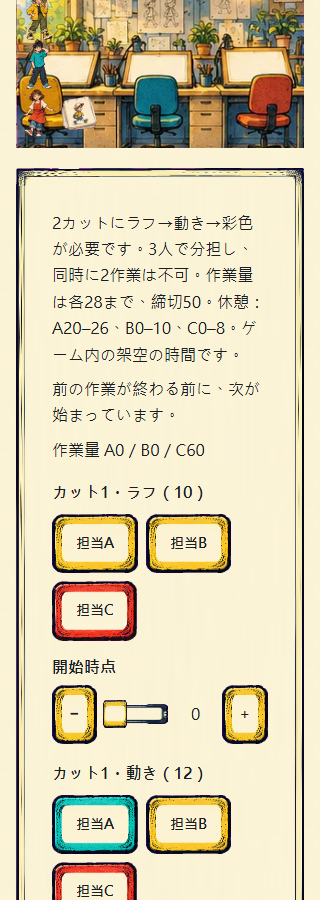 2カットにラフ→動き→彩色
が必要です。3人で分担し、
同時に2作業は不可。作業量
は各28まで、締切50。休憩：
A20–26、B0–10、C0–8。ゲ
ーム内の架空の時間です。
前の作業が終わる前に、次が
始まっています。
作業量 A0 / B0 / C60
カット1・ラフ ( 10 )
担当A 担当B
担当C
開始時点
− 0 +
カット1・動き ( 12 )
担当A 担当B
担当C